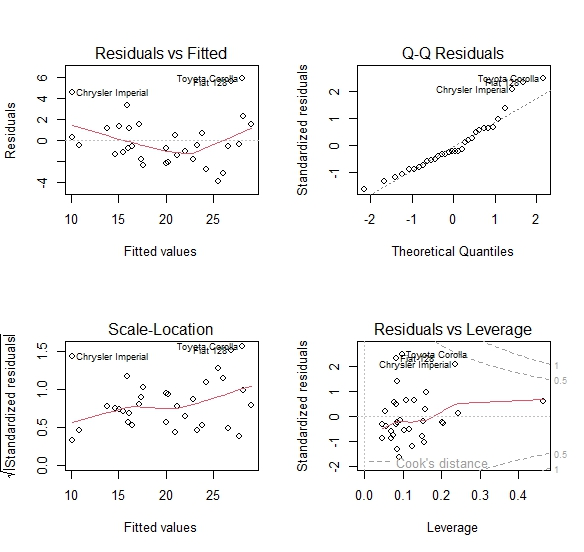 Residuals vs Fitted
Residuals
6
4
2
0
-4
Toyota Corolla
Fiat 128
Chrysler Imperial
10 15 20 25
Fitted values
Q-Q Residuals
Standardized residuals
2
1
0
-1
Toyota Corolla
Fiat 128
Chrysler Imperial
-2 -1 0 1 2
Theoretical Quantiles
Scale-Location
√|Standardized residuals|
1.5
1.0
0.5
0.0
Toyota Corolla
Fiat 128
Chrysler Imperial
10 15 20 25
Fitted values
Residuals vs Leverage
Standardized residuals
2
1
0
-1
-2
Toyota Corolla
Fiat 128
Chrysler Imperial
1
0.5
0.5
1
Cook's distance
0.0 0.1 0.2 0.3 0.4
Leverage